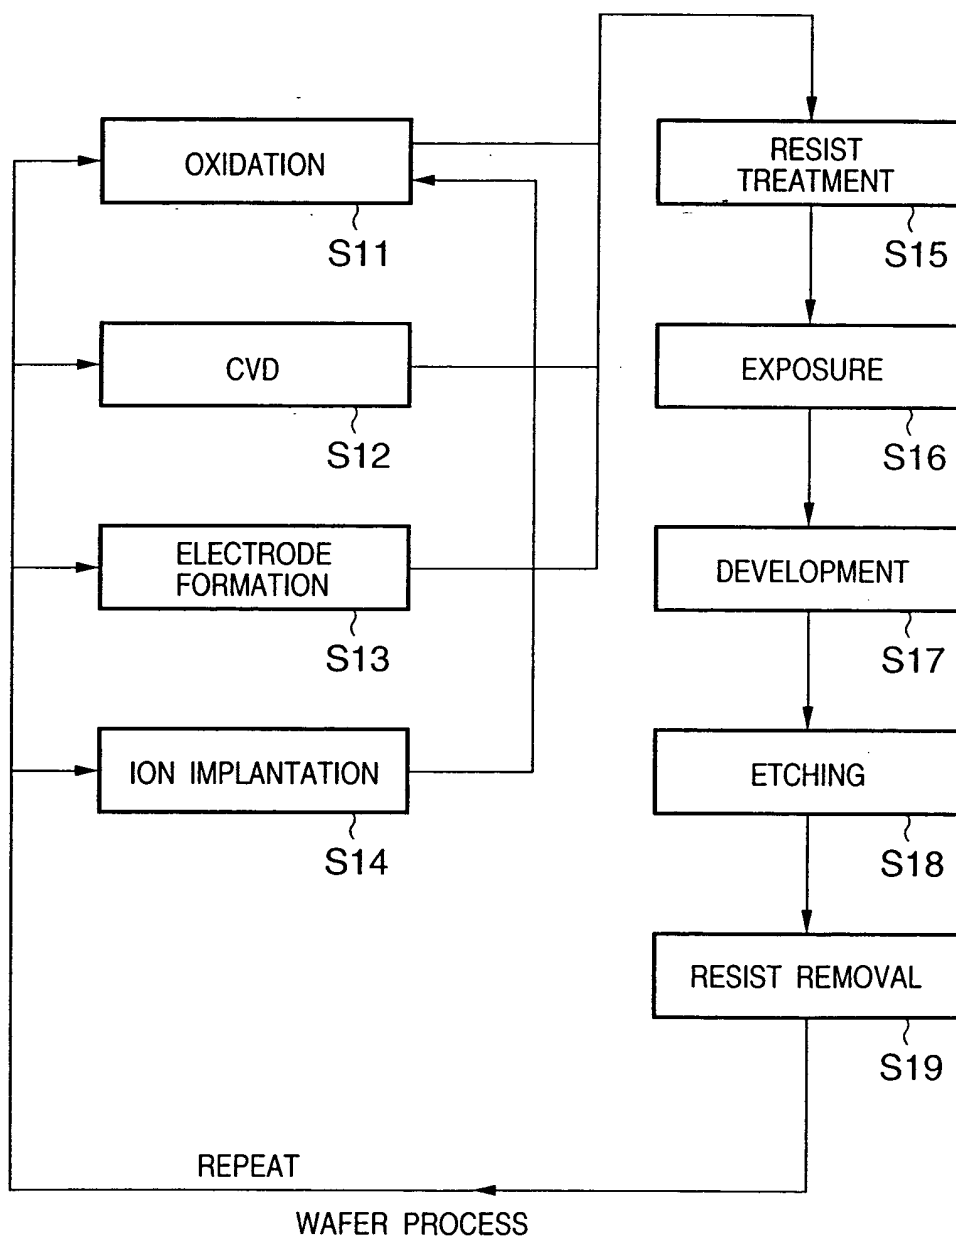 OXIDATION
S11
CVD
S12
ELECTRODE
FORMATION
S13
ION IMPLANTATION
S14
RESIST
TREATMENT
S15
EXPOSURE
S16
DEVELOPMENT
S17
ETCHING
S18
RESIST REMOVAL
S19
REPEAT
WAFER PROCESS